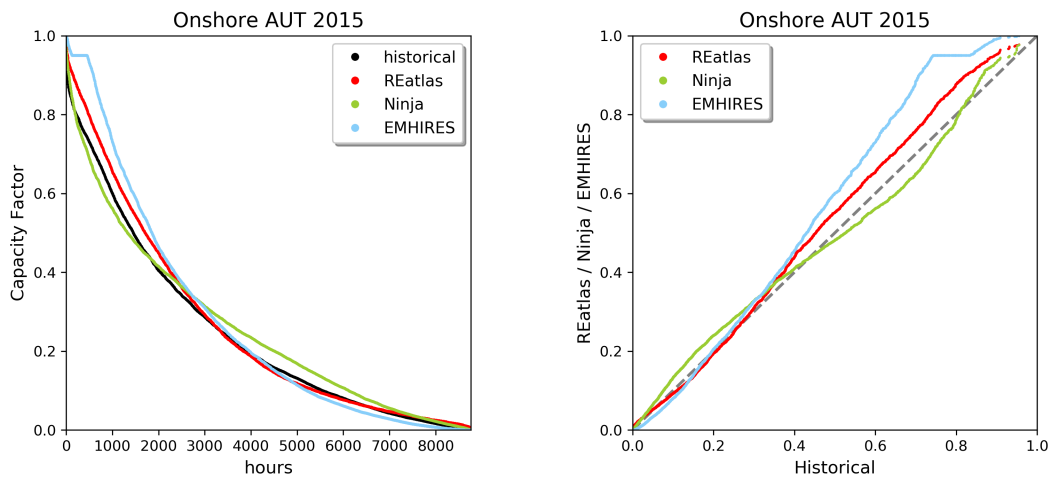 Onshore AUT 2015
1.0
0.8
0.6
0.4
0.2
0.0
Capacity Factor
historical
REatlas
Ninja
EMHIRES
0 1000 2000 3000 4000 5000 6000 7000 8000
hours
Onshore AUT 2015
1.0
0.8
0.6
0.4
0.2
0.0
REatlas / Ninja / EMHIRES
REatlas
Ninja
EMHIRES
0.0 0.2 0.4 0.6 0.8 1.0
Historical